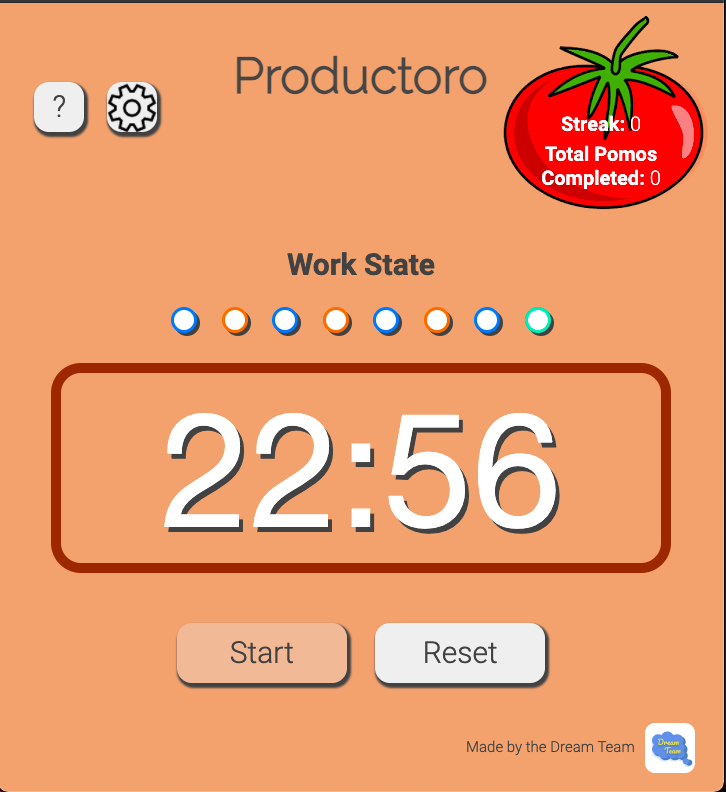 ?
Productoro
Streak: 0
Total Pomos
Completed: 0
Work State
22:56
Start
Reset
Made by the Dream Team
Dream
Team